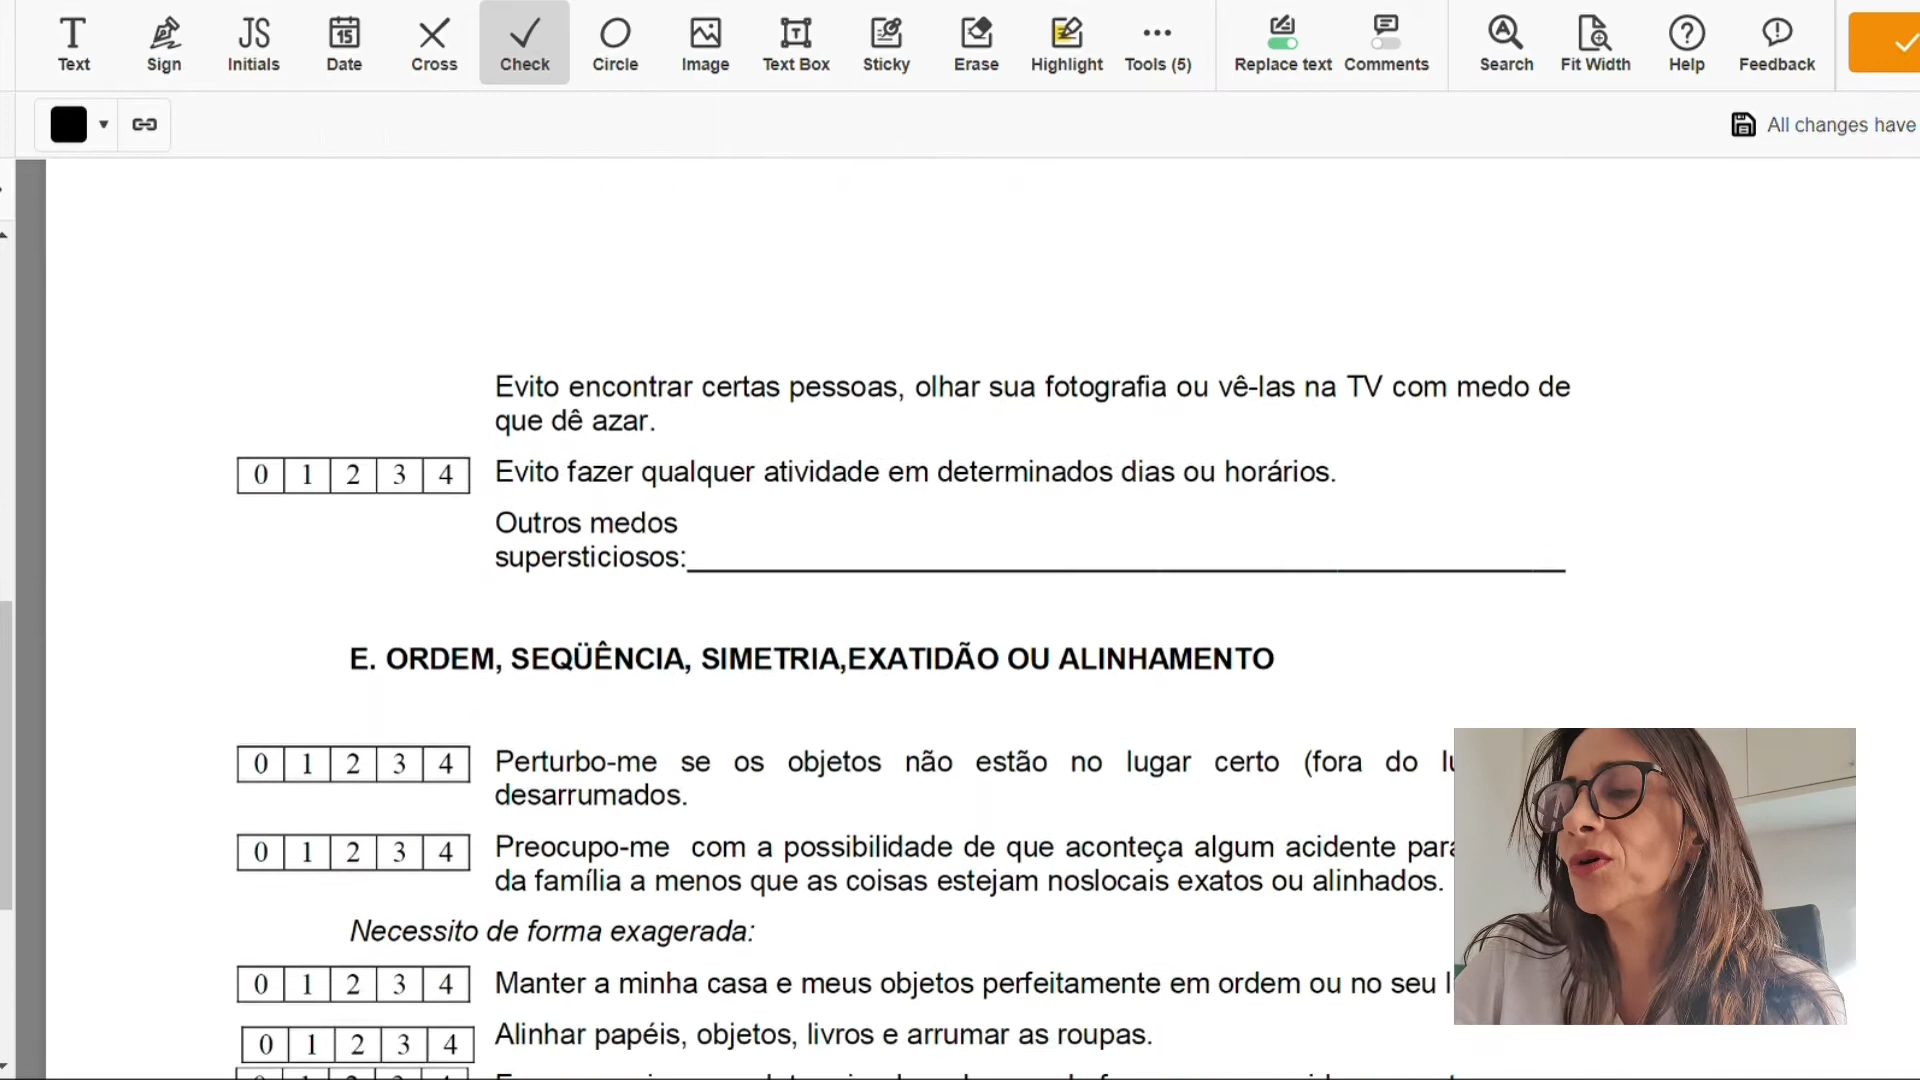 Text Sign Initials Date Cross Check Circle Image Text Box Sticky Erase Highlight Tools (5) Replace text Comments Search Fit Width Help Feedback
All changes have
Evito encontrar certas pessoas, olhar sua fotografia ou vê-las na TV com medo de
que dê azar.
0 1 2 3 4 Evito fazer qualquer atividade em determinados dias ou horários.
Outros medos
supersticiosos:
E. ORDEM, SEQÜÊNCIA, SIMETRIA,EXATIDÃO OU ALINHAMENTO
0 1 2 3 4 Perturbo-me se os objetos não estão no lugar certo (fora do
desarrumados.
0 1 2 3 4 Preocupo-me com a possibilidade de que aconteça algum acidente
da família a menos que as coisas estejam noslocais exatos ou alinhados.
Necessito de forma exagerada:
0 1 2 3 4 Manter a minha casa e meus objetos perfeitamente em ordem ou no seu
0 1 2 3 4 Alinhar papéis, objetos, livros e arrumar as roupas.